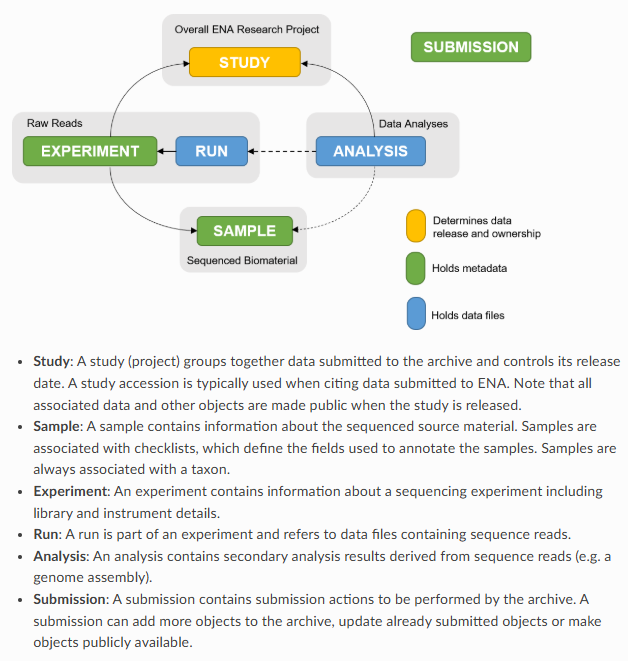 Overall ENA Research Project
STUDY
SUBMISSION
Raw Reads
Data Analyses
EXPERIMENT
RUN
ANALYSIS
SAMPLE
Sequenced Biomaterial
Determines data
release and ownership
Holds metadata
Holds data files
• Study: A study (project) groups together data submitted to the archive and controls its release
date. A study accession is typically used when citing data submitted to ENA. Note that all
associated data and other objects are made public when the study is released.
• Sample: A sample contains information about the sequenced source material. Samples are
associated with checklists, which define the fields used to annotate the samples. Samples are
always associated with a taxon.
• Experiment: An experiment contains information about a sequencing experiment including
library and instrument details.
• Run: A run is part of an experiment and refers to data files containing sequence reads.
• Analysis: An analysis contains secondary analysis results derived from sequence reads (e.g. a
genome assembly).
• Submission: A submission contains submission actions to be performed by the archive. A
submission can add more objects to the archive, update already submitted objects or make
objects publicly available.